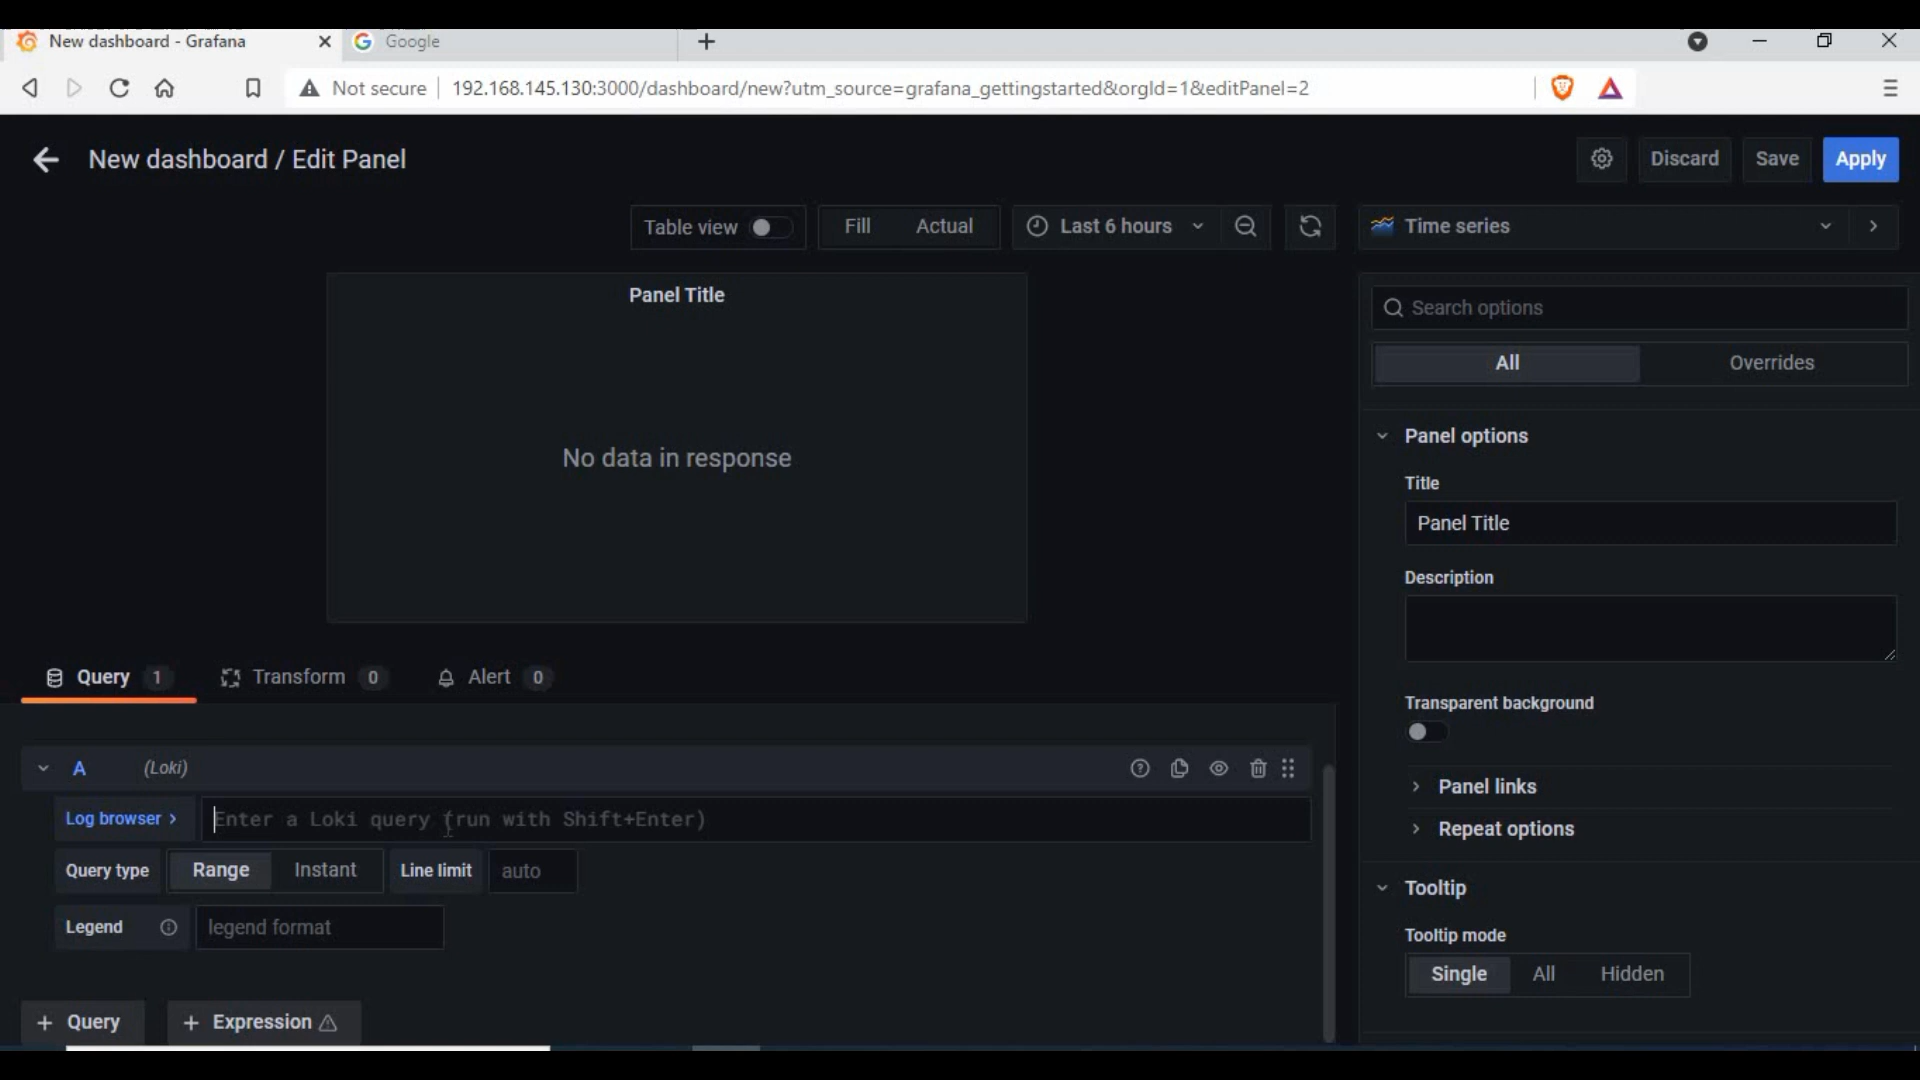 New dashboard - Grafana
Google
Not secure
192.168.145.130:3000/dashboard/new?utm_source=grafana_gettingstarted&orgId=1&editPanel=2
New dashboard / Edit Panel
Discard
Save
Apply
Table view
Fill
Actual
Last 6 hours
Time series
Panel Title
No data in response
Search options
All
Overrides
Panel options
Title
Panel Title
Description
Transparent background
Panel links
Repeat options
Tooltip
Tooltip mode
Single
All
Hidden
Query 1
Transform 0
Alert 0
A (Loki)
Log browser >
Enter a Loki query (run with Shift+Enter)
Query type
Range
Instant
Line limit
auto
Legend
legend format
+ Query
+ Expression